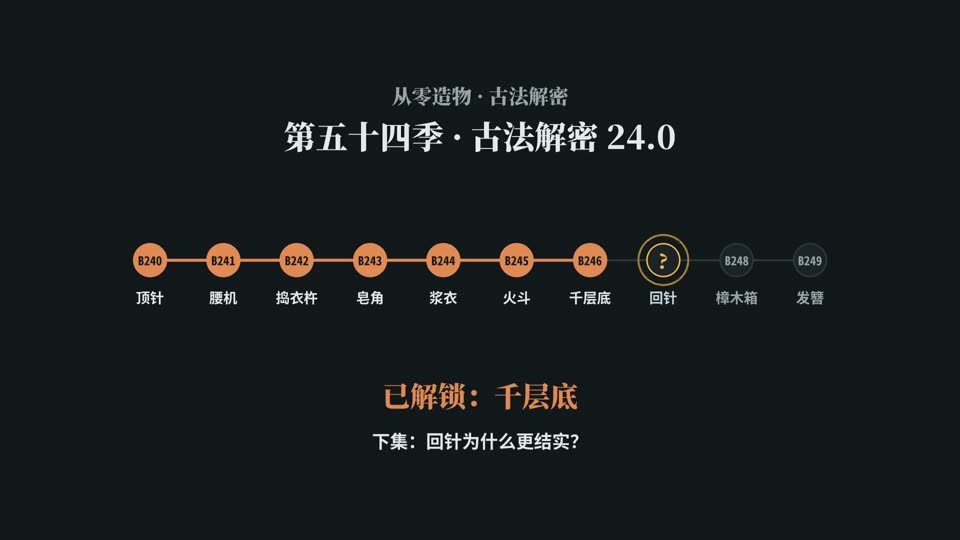 从零造物 · 古法解密
第五十四季 · 古法解密 24.0
B240 B241 B242 B243 B244 B245 B246 ? B248 B249
顶针 腰机 捣衣杵 皂角 浆衣 火斗 千层底 回针 樟木箱 发簪
已解锁：千层底
下集：回针为什么更结实？